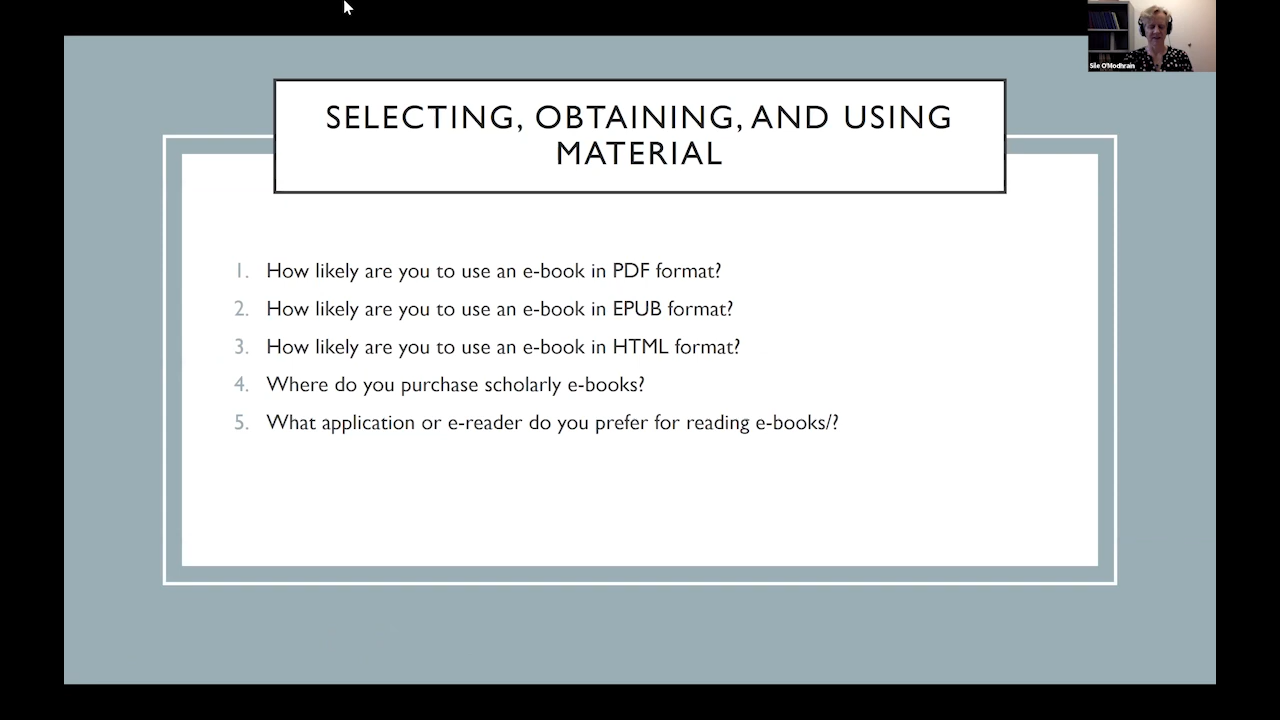 Sile O'Modhrain
SELECTING, OBTAINING, AND USING
MATERIAL
1. How likely are you to use an e-book in PDF format?
2. How likely are you to use an e-book in EPUB format?
3. How likely are you to use an e-book in HTML format?
4. Where do you purchase scholarly e-books?
5. What application or e-reader do you prefer for reading e-books/?